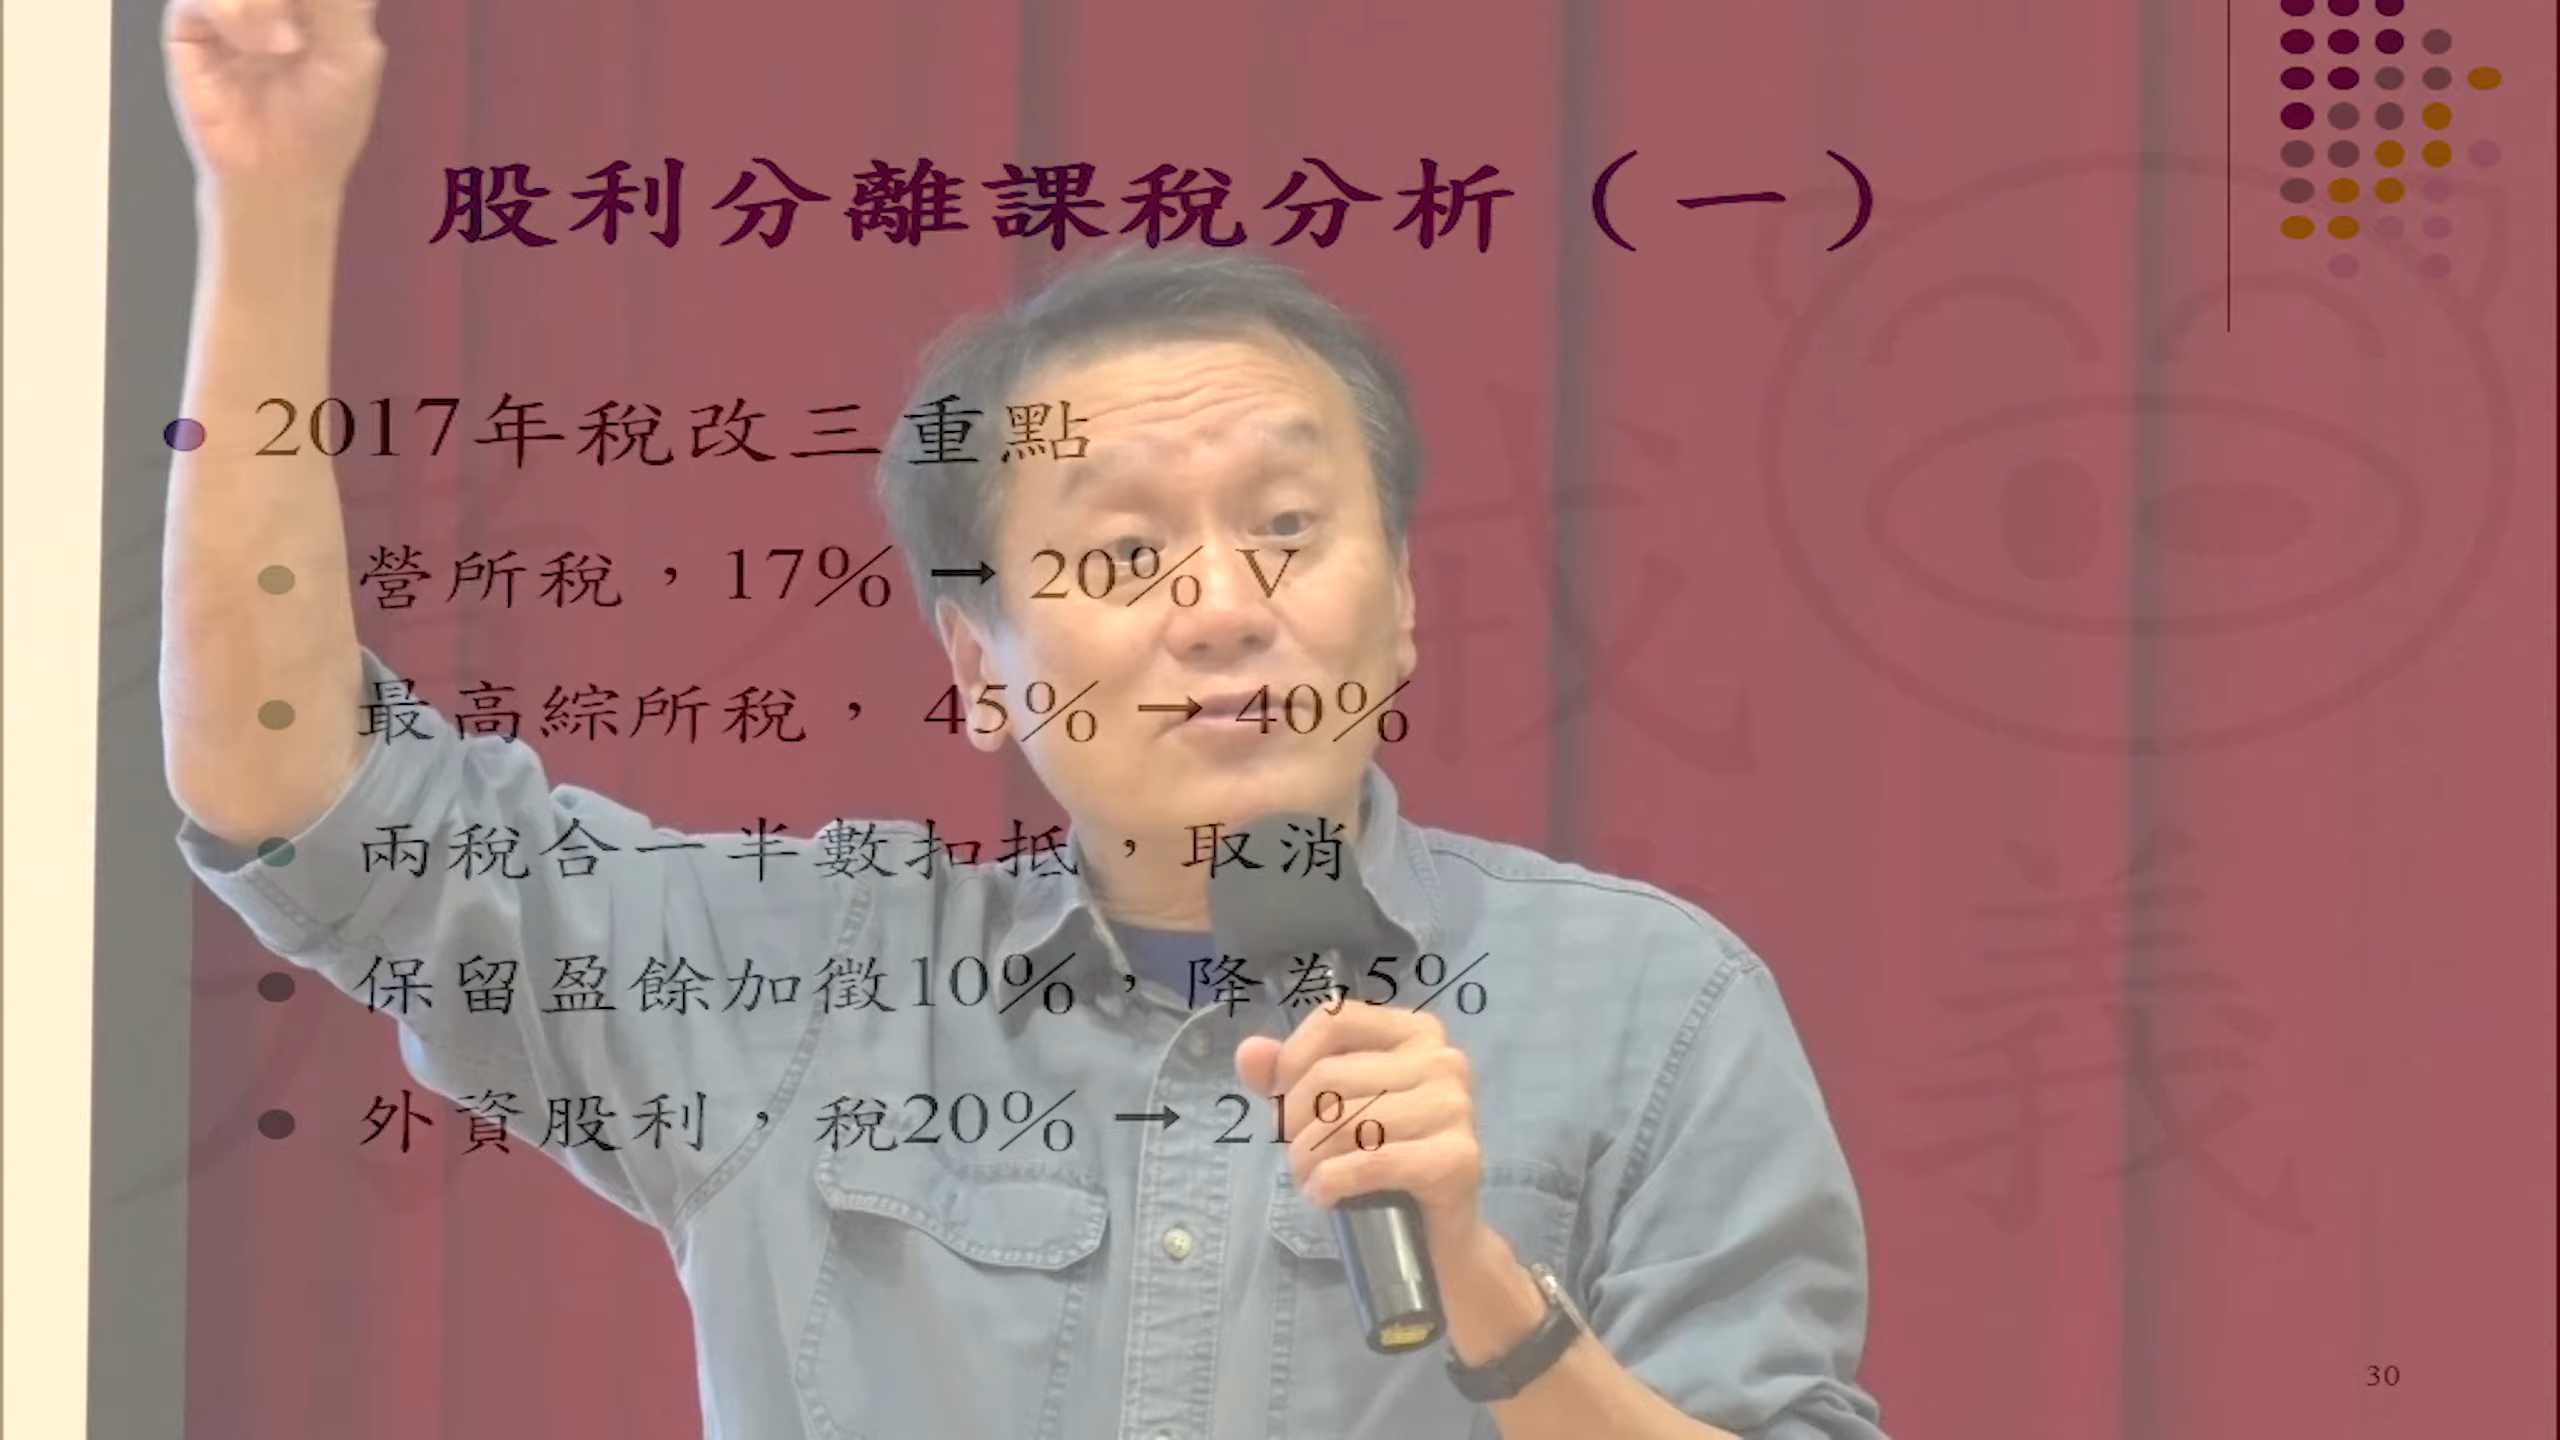 股利分離課稅分析（一）
2017年稅改三重點
營所稅，17% → 20% V
最高綜所稅， 45% → 40%
兩稅合一半數扣抵，取消
保留盈餘加徵10%，降為5%
外資股利，稅20% → 21%
義
30